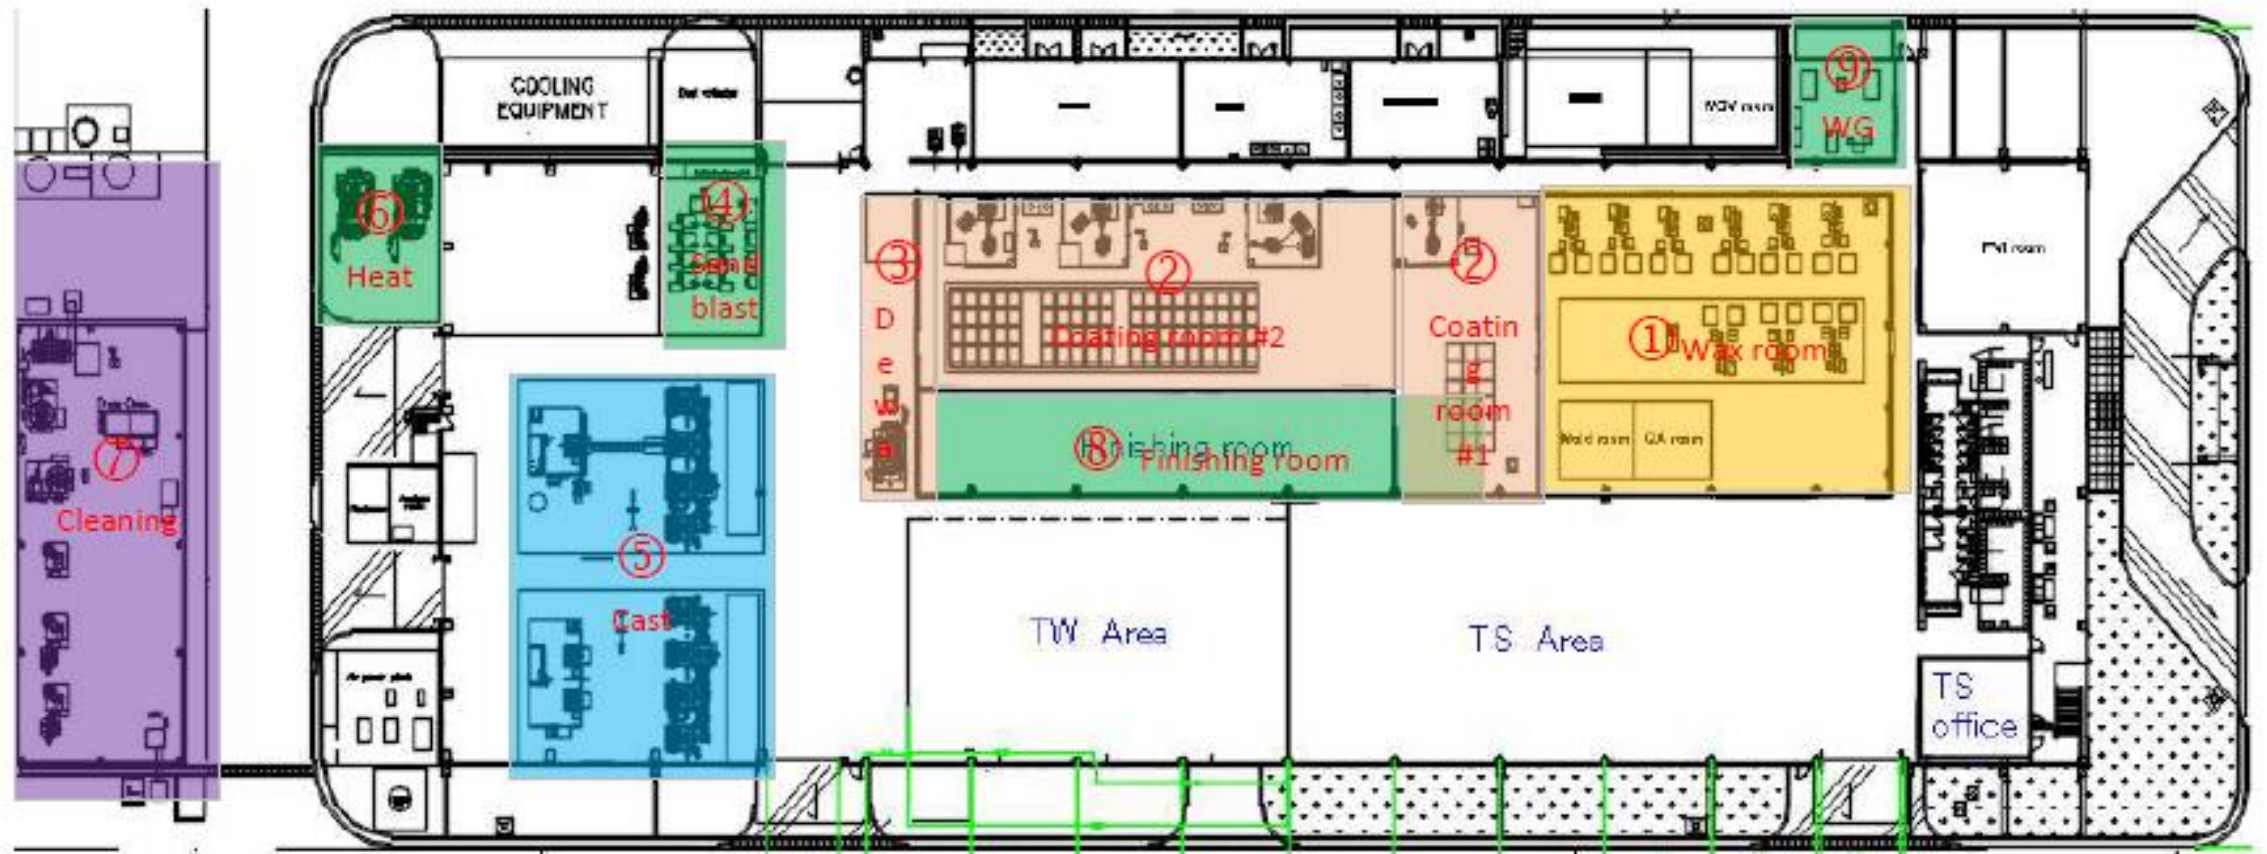 COOLING
EQUIPMENT
⑨
WG
⑥
Heat
④
Sand
blast
③
D
e
w
a
②
Coating room #2
②
Coatin
g
room
#1
①
Wax room
Mold room
QA room
⑦
Cleaning
⑧
Finishing room
Finishing room
⑤
Cast
TW Area
TS Area
TS
office